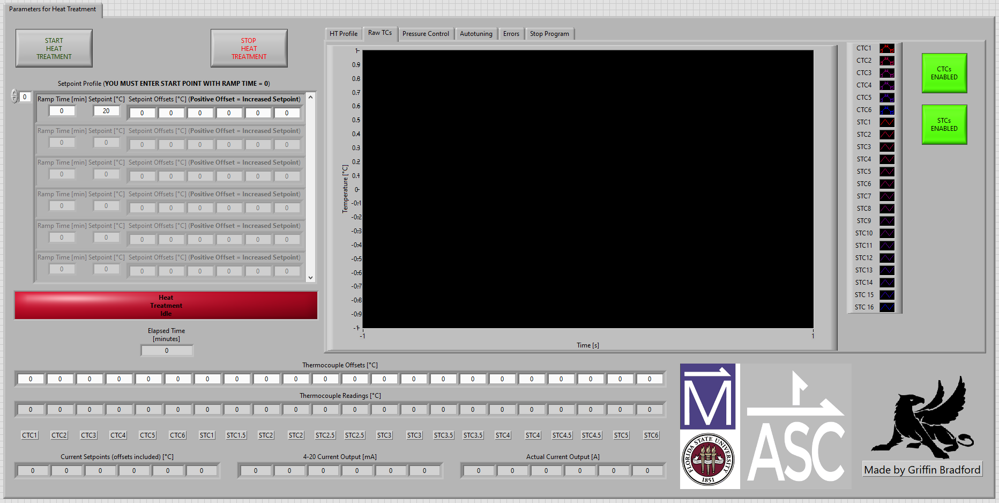 Parameters for Heat Treatment
START
HEAT
TREATMENT
STOP
HEAT
TREATMENT
Setpoint Profile (YOU MUST ENTER START POINT WITH RAMP TIME = 0)
0
Ramp Time [min] Setpoint [°C] Setpoint Offsets [°C] (Positive Offset = Increased Setpoint)
0 20 0 0 0 0 0 0
Ramp Time [min] Setpoint [°C] Setpoint Offsets [°C] (Positive Offset = Increased Setpoint)
0 0 0 0 0 0 0 0
Ramp Time [min] Setpoint [°C] Setpoint Offsets [°C] (Positive Offset = Increased Setpoint)
0 0 0 0 0 0 0 0
Ramp Time [min] Setpoint [°C] Setpoint Offsets [°C] (Positive Offset = Increased Setpoint)
0 0 0 0 0 0 0 0
Ramp Time [min] Setpoint [°C] Setpoint Offsets [°C] (Positive Offset = Increased Setpoint)
0 0 0 0 0 0 0 0
Ramp Time [min] Setpoint [°C] Setpoint Offsets [°C] (Positive Offset = Increased Setpoint)
0 0 0 0 0 0 0 0
Heat
Treatment
Idle
Elapsed Time
[minutes]
0
HT Profile Raw TCs Pressure Control Autotuning Errors Stop Program
Temperature [°C]
1
0.9
0.8
0.7
0.6
0.5
0.4
0.3
0.2
0.1
0
-0.1
-0.2
-0.3
-0.4
-0.5
-0.6
-0.7
-0.8
-0.9
-1
-1 1
Time [s]
CTC1
CTC2
CTC3
CTC4
CTC5
CTC6
STC1
STC2
STC3
STC4
STC5
STC6
STC7
STC8
STC9
STC10
STC11
STC12
STC13
STC14
STC 15
STC 16
CTCs
ENABLED
STCs
ENABLED
Thermocouple Offsets [°C]
0 0 0 0 0 0 0 0 0 0 0 0 0 0 0 0 0 0 0 0 0 0
Thermocouple Readings [°C]
0 0 0 0 0 0 0 0 0 0 0 0 0 0 0 0 0 0 0 0 0 0
CTC1 CTC2 CTC3 CTC4 CTC5 CTC6 STC1 STC1.5 STC2 STC2 STC2.5 STC2.5 STC3 STC3 STC3.5 STC3.5 STC4 STC4 STC4.5 STC4.5 STC5 STC6
Current Setpoints (offsets included) [°C]
0 0 0 0 0 0
4-20 Current Output [mA]
0 0 0 0 0 0
Actual Current Output [A]
0 0 0 0 0 0
M
FLORIDA STATE UNIVERSITY
1851
ASC
Made by Griffin Bradford